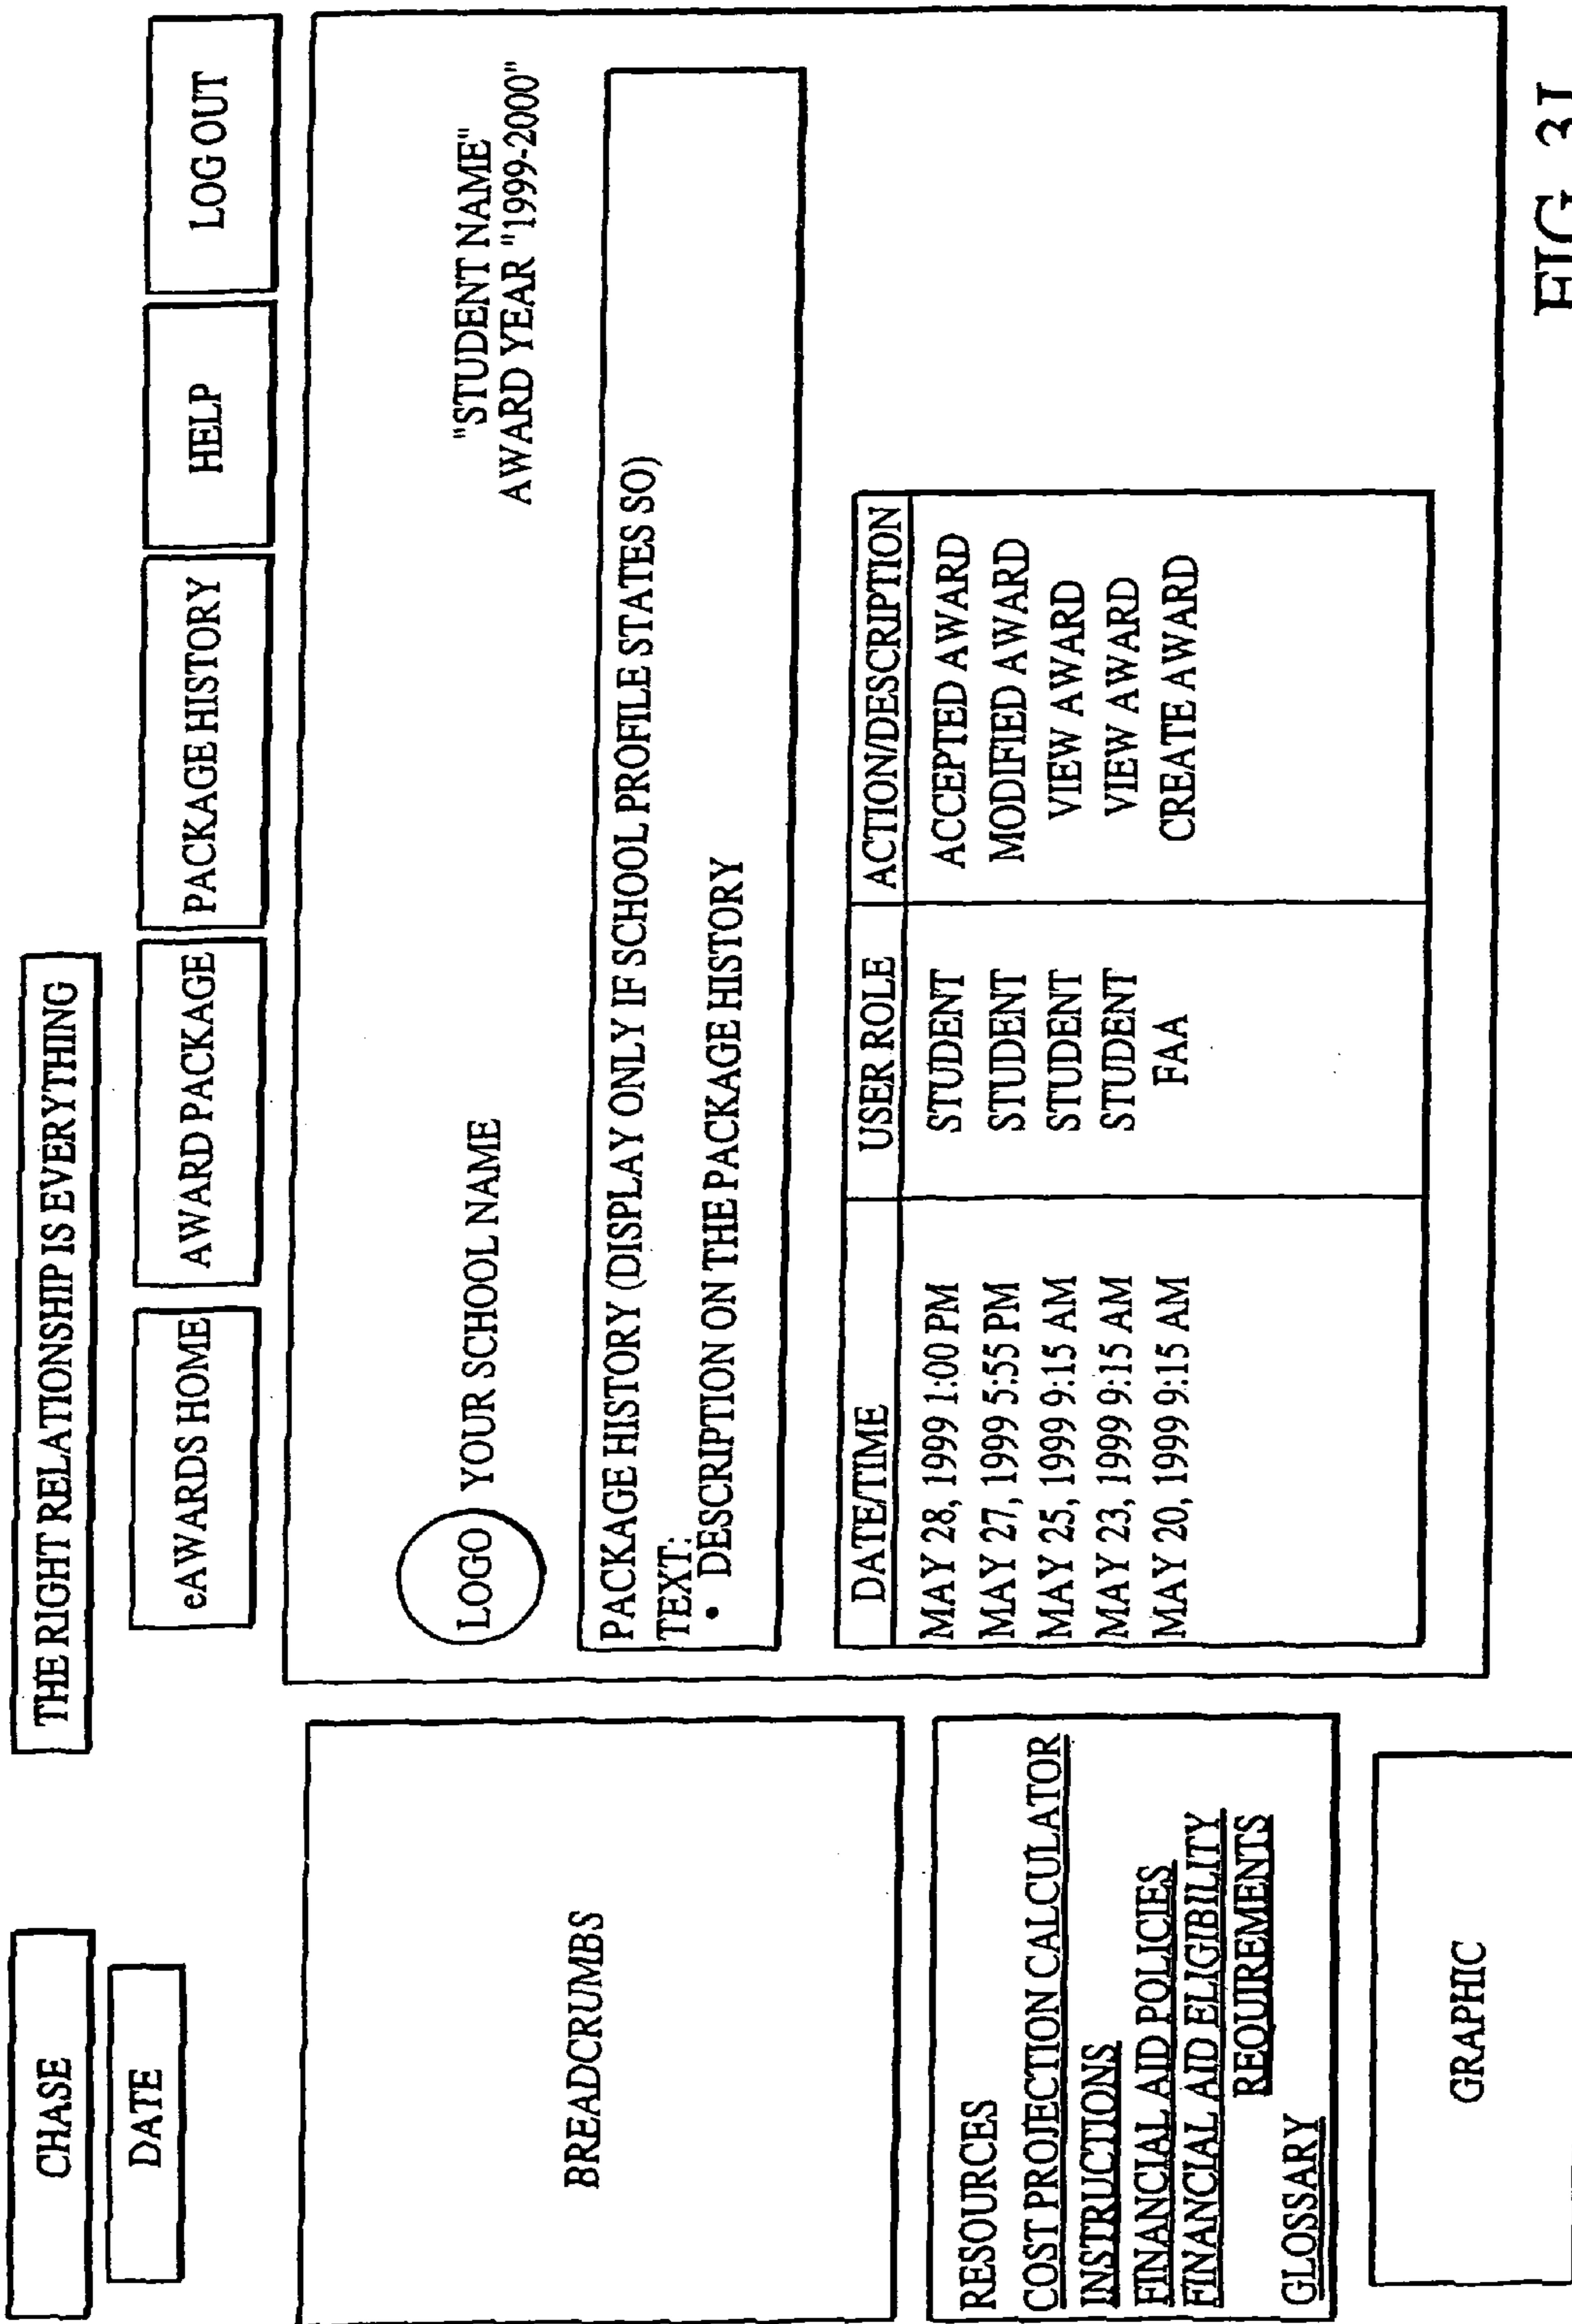 CHASE
THE RIGHT RELATIONSHIP IS EVERYTHING
DATE
eAWARDS HOME
AWARD PACKAGE
PACKAGE HISTORY
HELP
LOG OUT
BREADCRUMBS
RESOURCES
COST PROJECTION CALCULATOR
INSTRUCTIONS
FINANCIAL AID POLICIES
FINANCIAL AID ELIGIBILITY
REQUIREMENTS
GLOSSARY
GRAPHIC
LOGO YOUR SCHOOL NAME
"STUDENT NAME"
AWARD YEAR "1999-2000"
PACKAGE HISTORY (DISPLAY ONLY IF SCHOOL PROFILE STATES SO)
TEXT:
• DESCRIPTION ON THE PACKAGE HISTORY
DATE/TIME USER ROLE ACTION/DESCRIPTION
MAY 28, 1999 1:00 PM STUDENT ACCEPTED AWARD
MAY 27, 1999 5:55 PM STUDENT MODIFIED AWARD
MAY 25, 1999 9:15 AM STUDENT VIEW AWARD
MAY 23, 1999 9:15 AM STUDENT VIEW AWARD
MAY 20, 1999 9:15 AM FAA CREATE AWARD